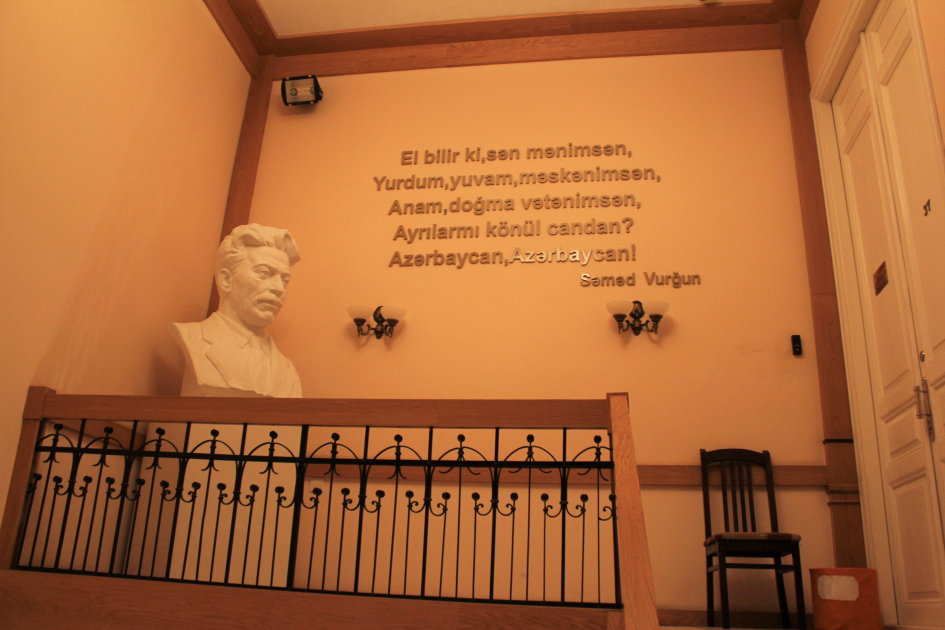 El bilir ki,sən mənimsən,
Yurdum,yuvam,məskənimsən,
Anam,doğma vətənimsən,
Ayrılarmı könül candan?
Azərbaycan,Azərbaycan!
Səməd Vurğun